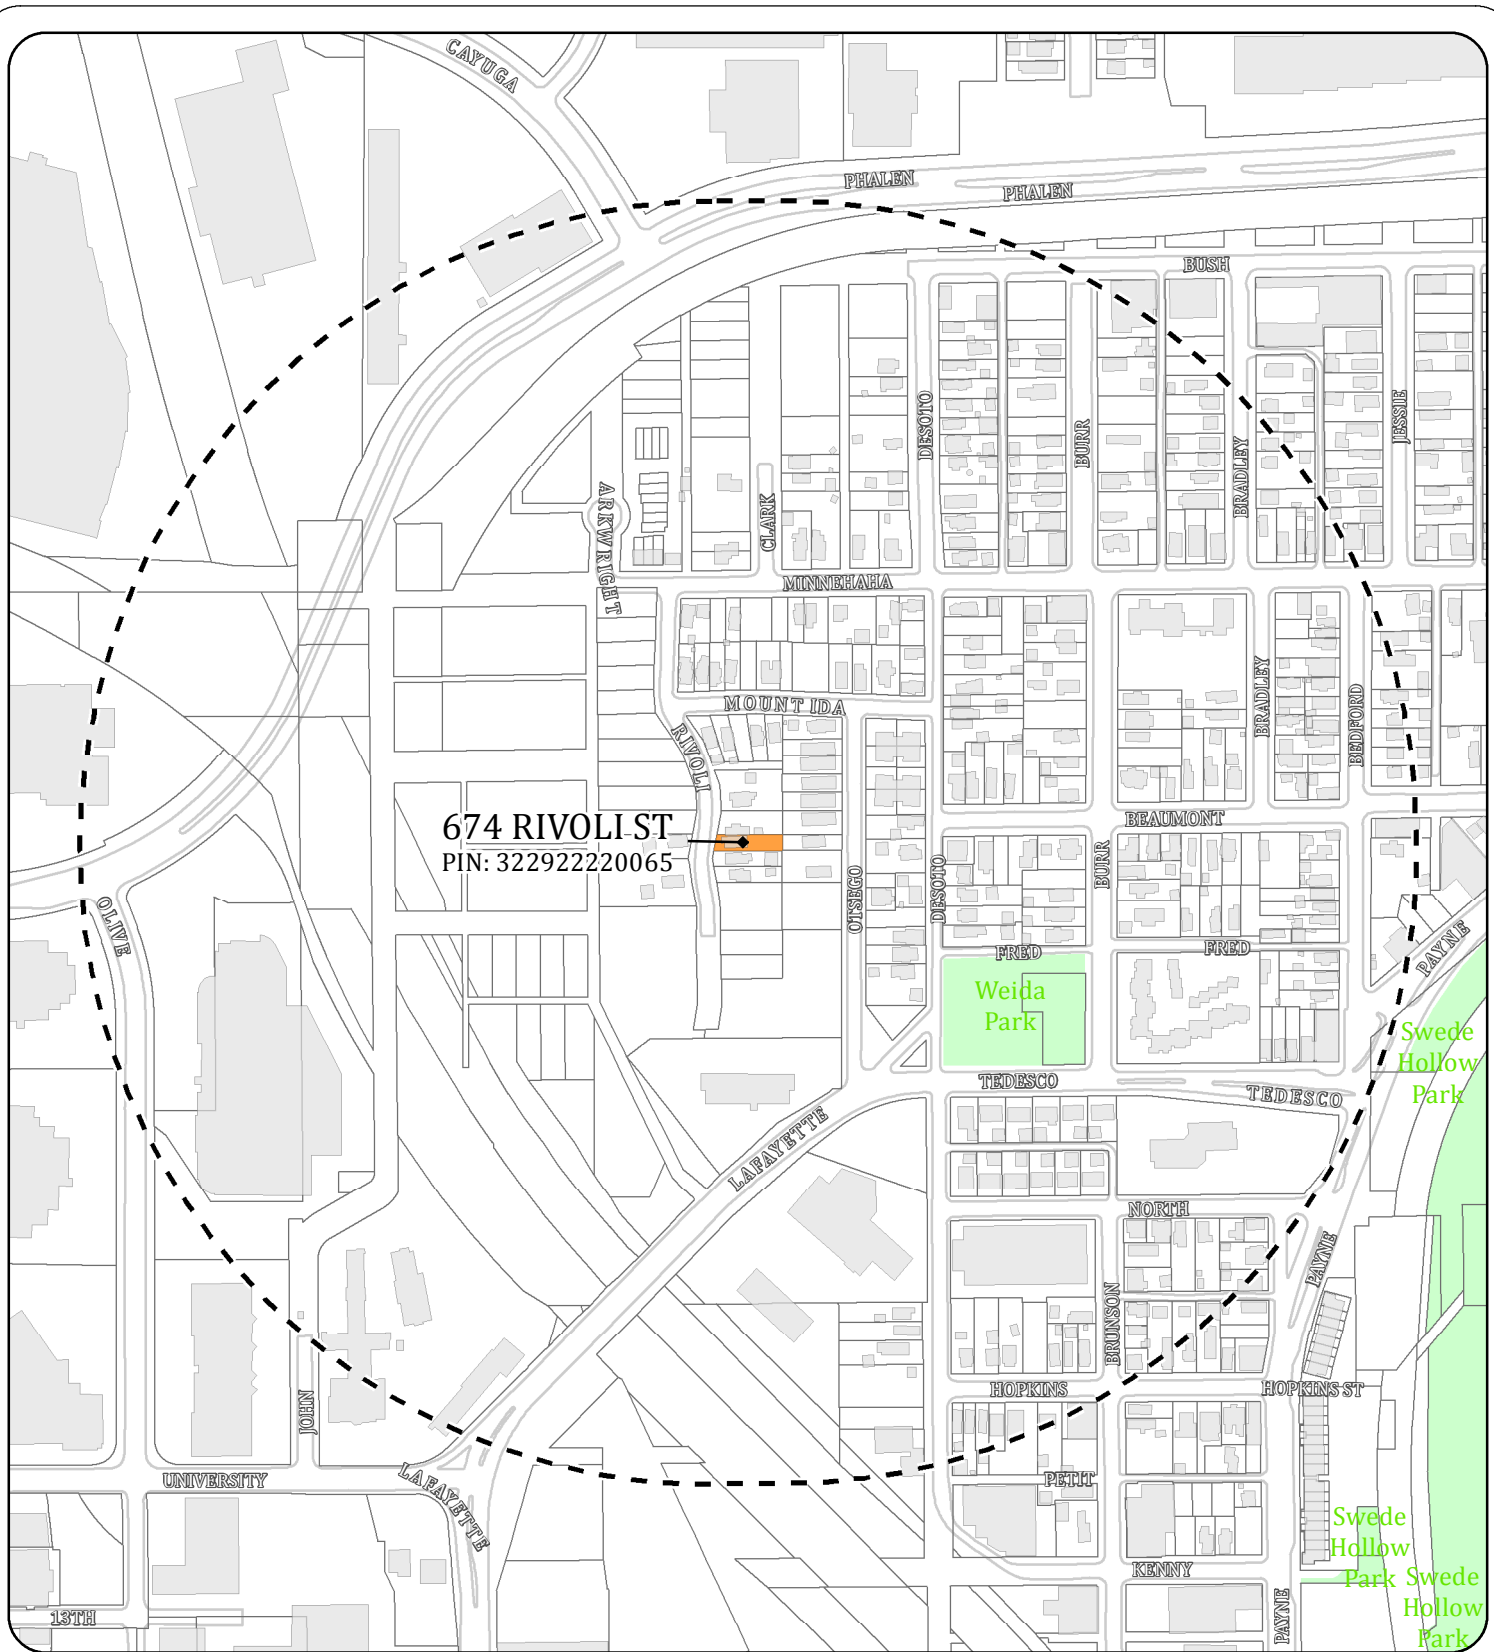 CAYUGA
PHALEN
PHALEN
BUSH
DESOTO
BURR
JESSIE
BRADLEY
ARKWRIGHT
CLARK
MINNEHAHA
MOUNT IDA
BRADLEY
BEDFORD
RIVOLI
674 RIVOLI ST
PIN: 322922220065
BEAUMONT
BURR
DESOTO
OTSEGO
OLIVE
FRED
FRED
PAYNE
Weida
Park
Swede
Hollow
Park
TEDESCO
TEDESCO
LAFAYETTE
NORTH
PAYNE
BRUNSON
HOPKINS
HOPKINS ST
JOHN
UNIVERSITY
LAFAYETTE
PETIT
Swede
Hollow
Park
KENNY
Swede
Hollow
Park
PAYNE
13TH